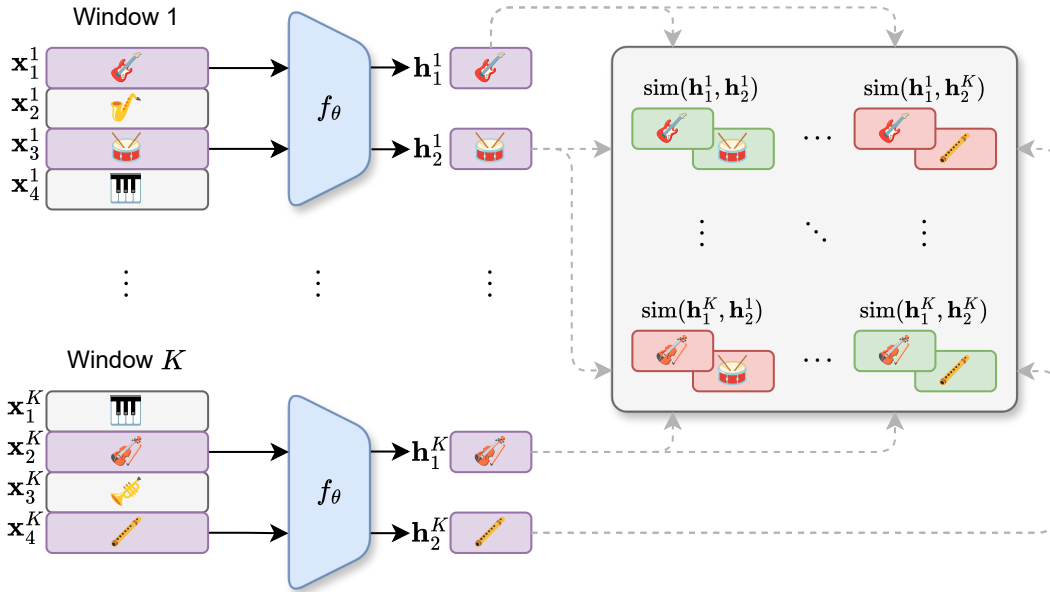 Window 1
x_1^1
x_2^1
x_3^1
x_4^1
f_θ
h_1^1
h_2^1
sim(h_1^1, h_2^1)
...
sim(h_1^1, h_2^K)
⋮ ⋮ ⋮
⋮ ⋱ ⋮
sim(h_1^K, h_2^1)
...
sim(h_1^K, h_2^K)
Window K
x_1^K
x_2^K
x_3^K
x_4^K
f_θ
h_1^K
h_2^K